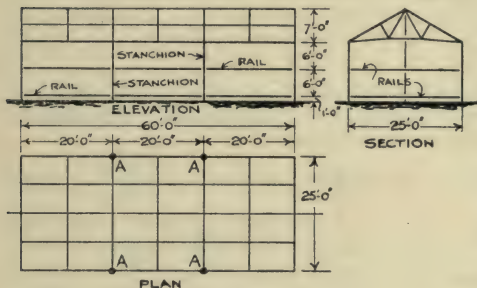 7'-0"
STANCHION
6'-0"
RAIL
RAIL
STANCHION
6'-0"
RAILS
ELEVATION
1'-0"
60'-0"
25'-0"
20'-0" 20'-0" 20'-0"
SECTION
A A
25'-0"
A A
PLAN